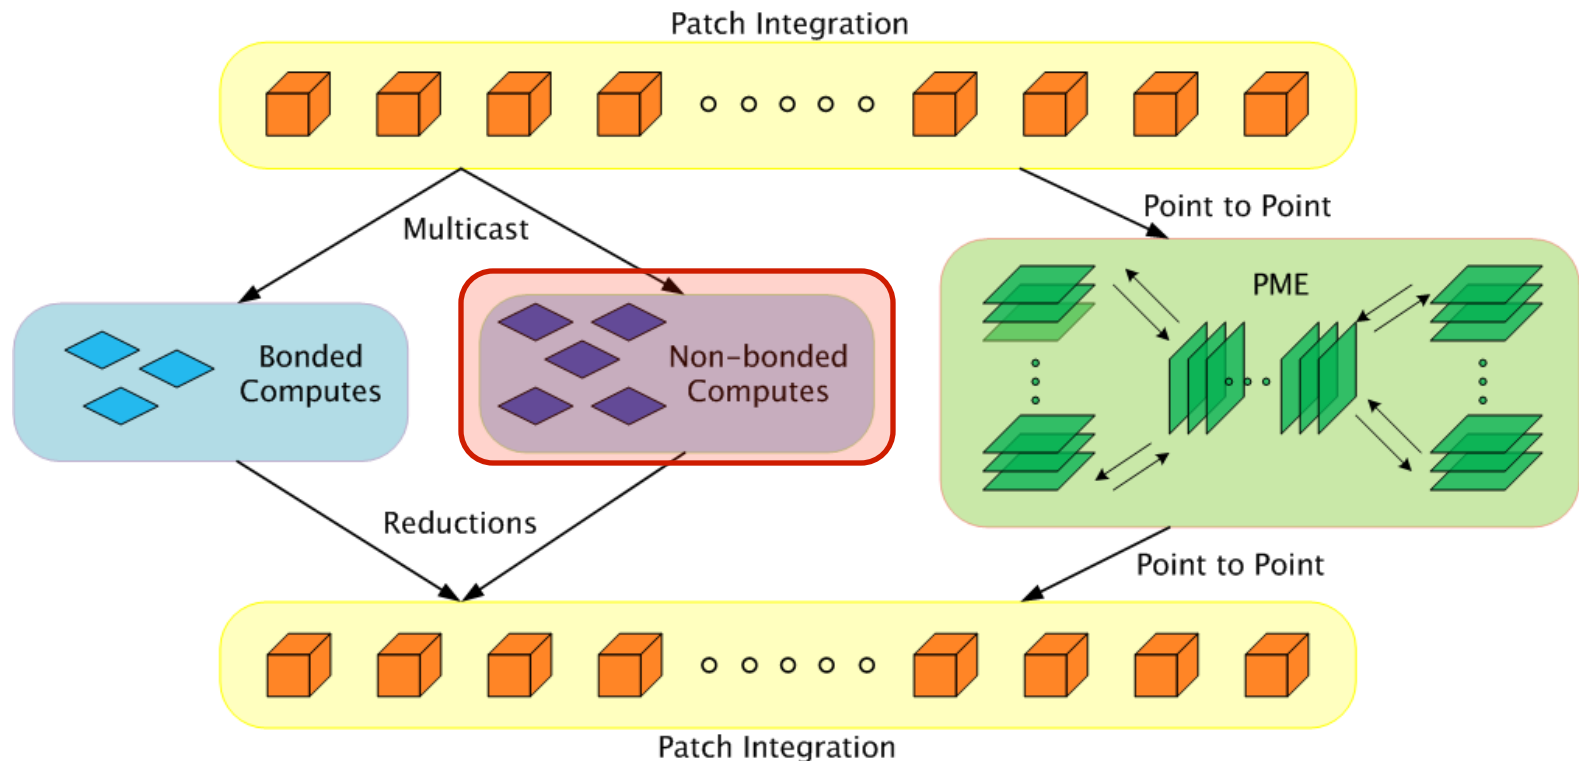 Patch Integration
Multicast
Point to Point
PME
Bonded
Computes
Non-bonded
Computes
Reductions
Point to Point
Patch Integration